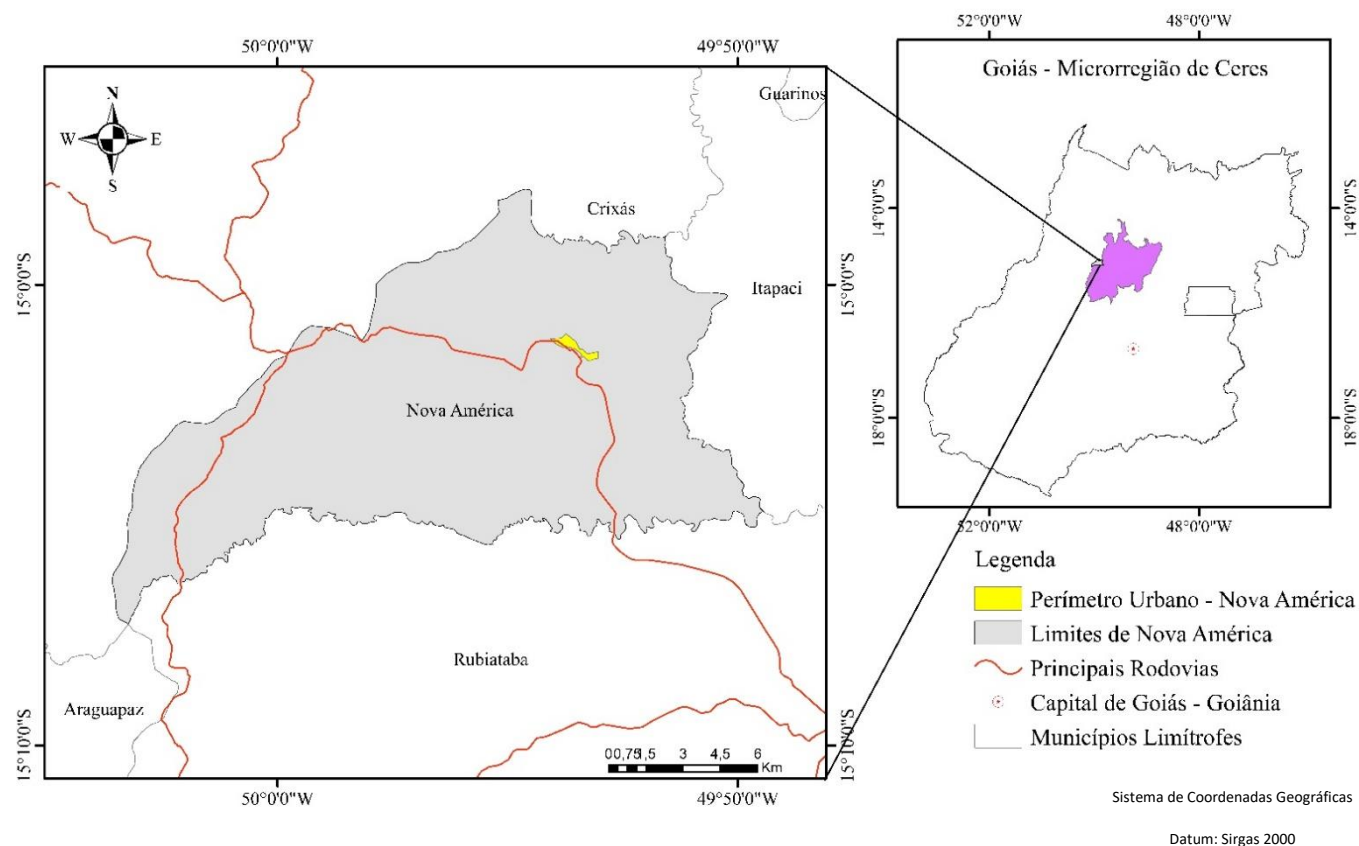 50°0'0"W
49°50'0"W
N
W
E
S
Guarinos
Crixás
Itapaci
Nova América
Rubiataba
Araguapaz
15°0'0"S
15°10'0"S
15°0'0"S
15°10'0"S
00,751,5 3 4,5 6
Km
50°0'0"W
49°50'0"W
52°0'0"W
48°0'0"W
Goiás - Microrregião de Ceres
14°0'0"S
18°0'0"S
14°0'0"S
18°0'0"S
52°0'0"W
48°0'0"W
Legenda
Perímetro Urbano - Nova América
Limites de Nova América
Principais Rodovias
Capital de Goiás - Goiânia
Municípios Limítrofes
Sistema de Coordenadas Geográficas
Datum: Sirgas 2000